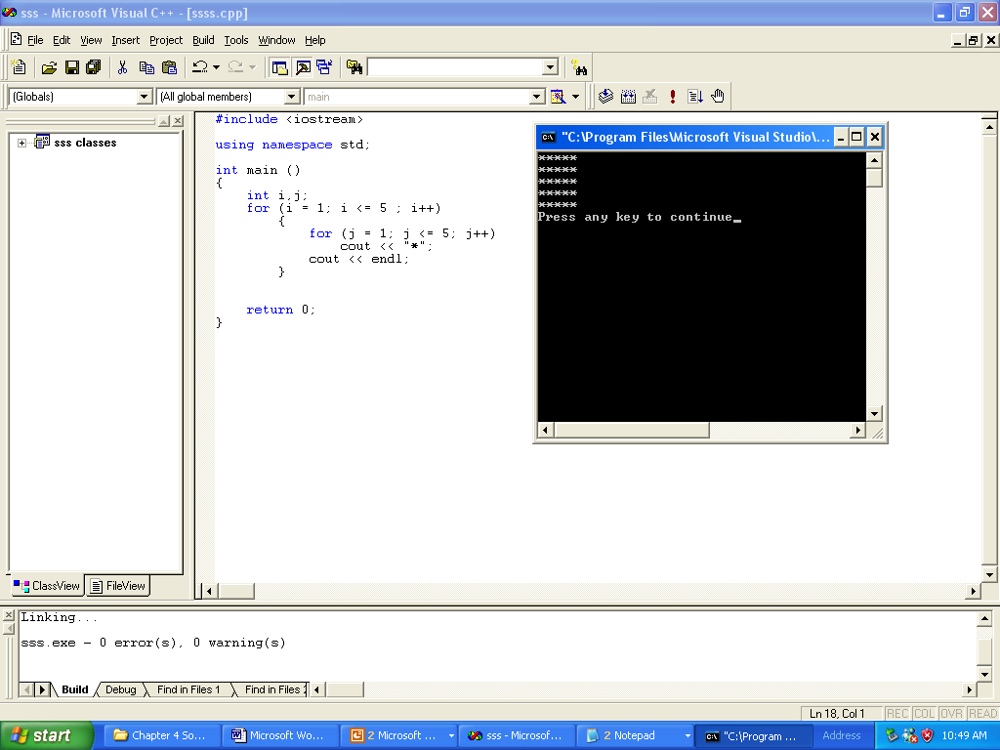 sss - Microsoft Visual C++ - [ssss.cpp]
File Edit View Insert Project Build Tools Window Help
(Globals) (All global members) main
sss classes
#include <iostream>
using namespace std;
int main ()
{
int i,j;
for (i = 1; i <= 5 ; i++)
{
for (j = 1; j <= 5; j++)
cout << "*";
cout << endl;
}
return 0;
}
"C:\Program Files\Microsoft Visual Studio\...
*****
*****
*****
*****
*****
Press any key to continue_
ClassView FileView
Linking...
sss.exe - 0 error(s), 0 warning(s)
Build Debug Find in Files 1 Find in Files 2
Ln 18, Col 1 REC COL OVR READ
start Chapter 4 So... Microsoft Wo... 2 Microsoft ... sss - Microsof... 2 Notepad "C:\Program ... Address 10:49 AM